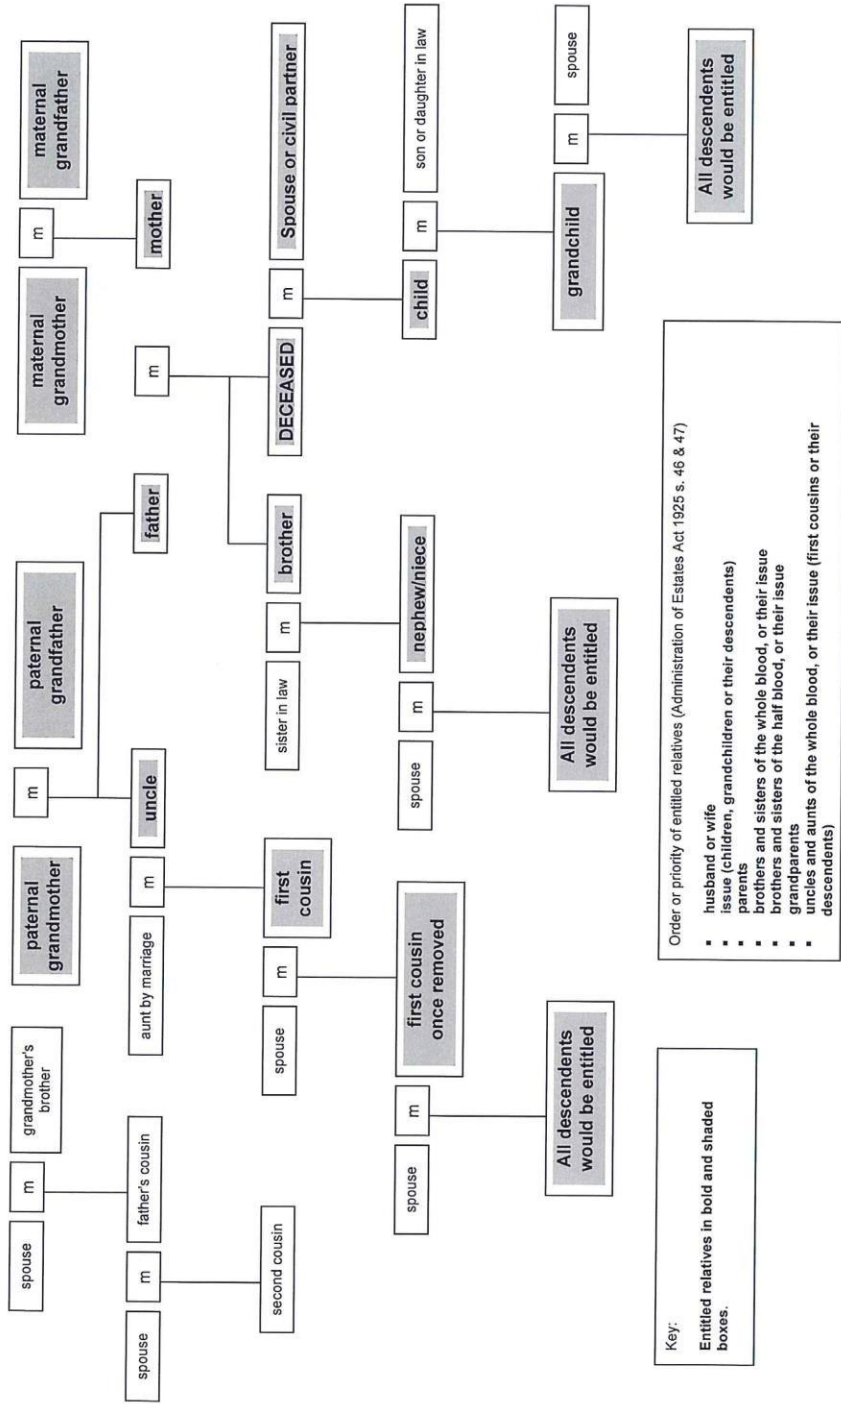 spouse
m
grandmother's
brother
paternal
grandmother
m
paternal
grandfather
maternal
grandmother
m
maternal
grandfather
spouse
m
father's cousin
aunt by marriage
m
uncle
father
m
mother
second cousin
spouse
m
first
cousin
sister in law
m
brother
DECEASED
m
Spouse or civil partner
spouse
m
first cousin
once removed
spouse
m
nephew/niece
child
m
son or daughter in law
All descendents
would be entitled
All descendents
would be entitled
grandchild
m
spouse
All descendents
would be entitled
Key:
Entitled relatives in bold and shaded
boxes.
Order or priority of entitled relatives (Administration of Estates Act 1925 s. 46 & 47)
▪ husband or wife
▪ issue (children, grandchildren or their descendents)
▪ parents
▪ brothers and sisters of the whole blood, or their issue
▪ brothers and sisters of the half blood, or their issue
▪ grandparents
▪ uncles and aunts of the whole blood, or their issue (first cousins or their
descendents)